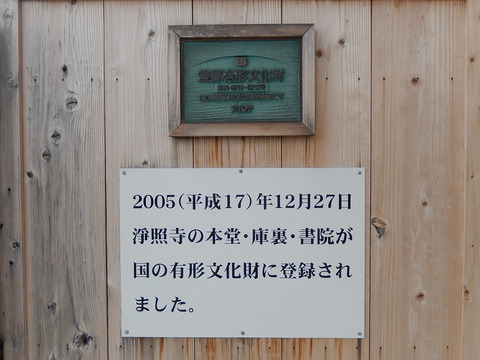 登録有形文化財
文化庁
2005(平成17)年12月27日
淨照寺の本堂・庫裏・書院が
国の有形文化財に登録され
ました。